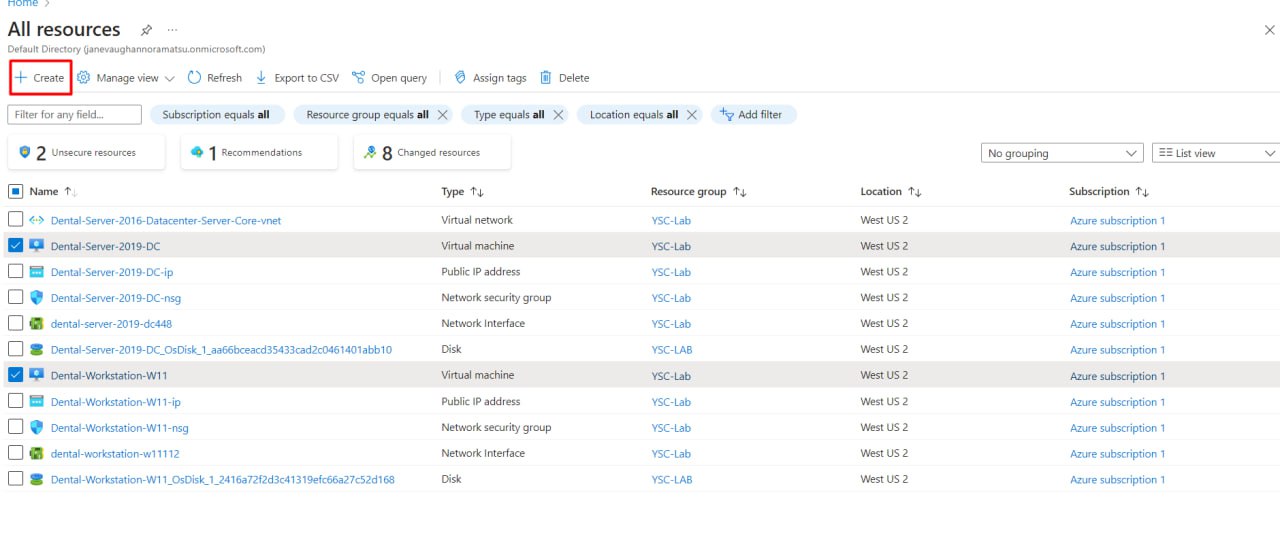 Home >
All resources ...
Default Directory (janevaughannoramatsu.onmicrosoft.com)
+ Create Manage view Refresh Export to CSV Open query Assign tags Delete
Filter for any field... Subscription equals all Resource group equals all Type equals all Location equals all Add filter
2 Unsecure resources 1 Recommendations 8 Changed resources No grouping List view
Name Type Resource group Location Subscription
Dental-Server-2016-Datacenter-Server-Core-vnet Virtual network YSC-Lab West US 2 Azure subscription 1
Dental-Server-2019-DC Virtual machine YSC-Lab West US 2 Azure subscription 1
Dental-Server-2019-DC-ip Public IP address YSC-Lab West US 2 Azure subscription 1
Dental-Server-2019-DC-nsg Network security group YSC-Lab West US 2 Azure subscription 1
dental-server-2019-dc448 Network Interface YSC-Lab West US 2 Azure subscription 1
Dental-Server-2019-DC_OsDisk_1_aa66bceacd35433cad2c0461401abb10 Disk YSC-LAB West US 2 Azure subscription 1
Dental-Workstation-W11 Virtual machine YSC-Lab West US 2 Azure subscription 1
Dental-Workstation-W11-ip Public IP address YSC-Lab West US 2 Azure subscription 1
Dental-Workstation-W11-nsg Network security group YSC-Lab West US 2 Azure subscription 1
dental-workstation-w11112 Network Interface YSC-Lab West US 2 Azure subscription 1
Dental-Workstation-W11_OsDisk_1_2416a72f2d3c41319efc66a27c52d168 Disk YSC-LAB West US 2 Azure subscription 1